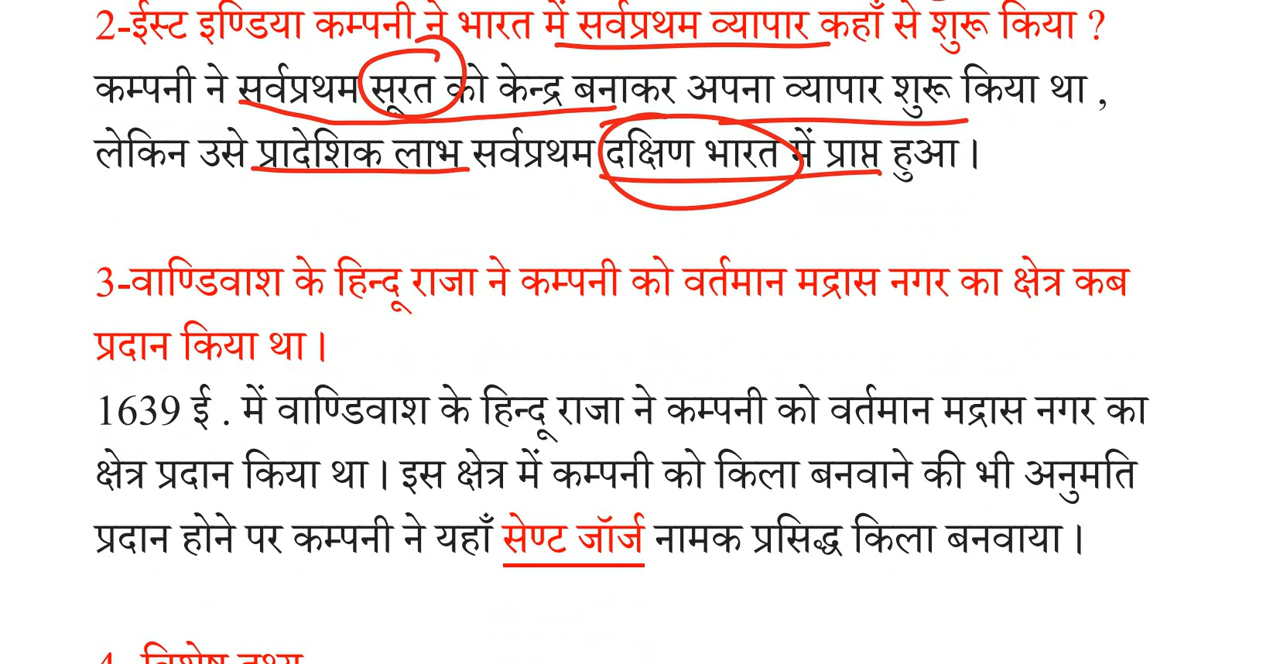 2-ईस्ट इण्डिया कम्पनी ने भारत में सर्वप्रथम व्यापार कहाँ से शुरू किया ?
कम्पनी ने सर्वप्रथम सूरत को केन्द्र बनाकर अपना व्यापार शुरू किया था ,
लेकिन उसे प्रादेशिक लाभ सर्वप्रथम दक्षिण भारत में प्राप्त हुआ ।
3-वाण्डिवाश के हिन्दू राजा ने कम्पनी को वर्तमान मद्रास नगर का क्षेत्र कब
प्रदान किया था ।
1639 ई . में वाण्डिवाश के हिन्दू राजा ने कम्पनी को वर्तमान मद्रास नगर का
क्षेत्र प्रदान किया था । इस क्षेत्र में कम्पनी को किला बनवाने की भी अनुमति
प्रदान होने पर कम्पनी ने यहाँ सेण्ट जॉर्ज नामक प्रसिद्ध किला बनवाया ।
4- विशेष तथ्य